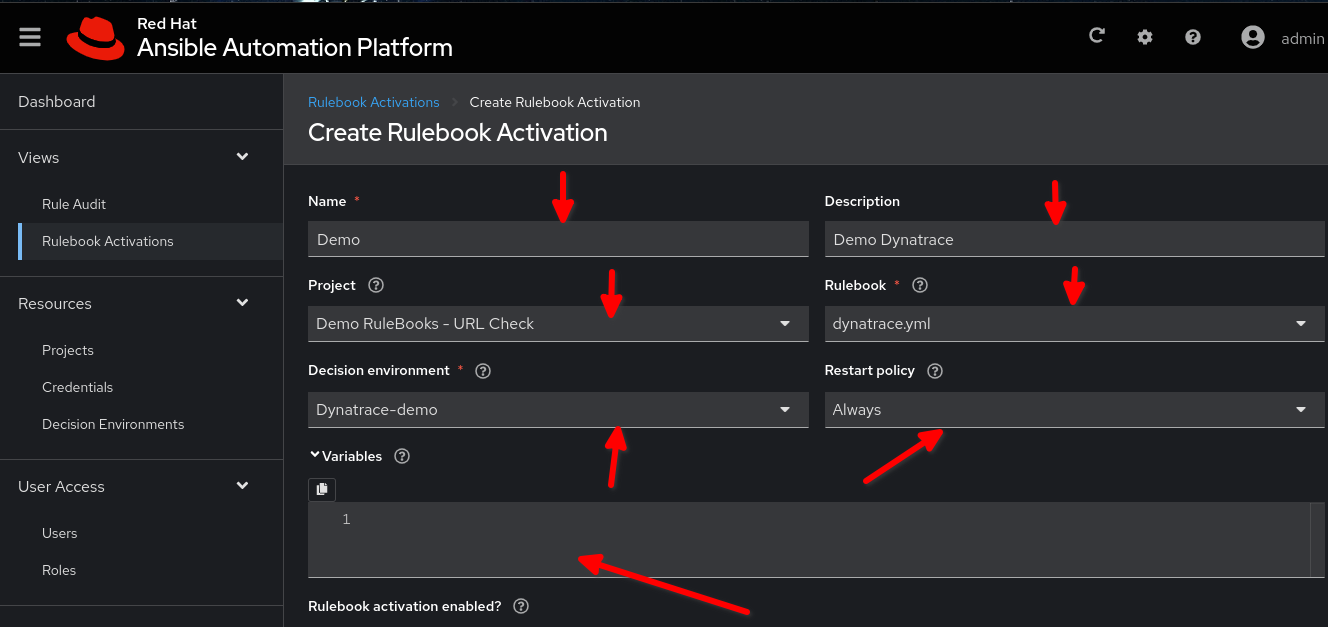 Red Hat
Ansible Automation Platform
admin
Dashboard
Views
Rule Audit
Rulebook Activations
Resources
Projects
Credentials
Decision Environments
User Access
Users
Roles
Rulebook Activations > Create Rulebook Activation
Create Rulebook Activation
Name *
Demo
Description
Demo Dynatrace
Project
Demo RuleBooks - URL Check
Rulebook *
dynatrace.yml
Decision environment *
Dynatrace-demo
Restart policy
Always
Variables
1
Rulebook activation enabled?